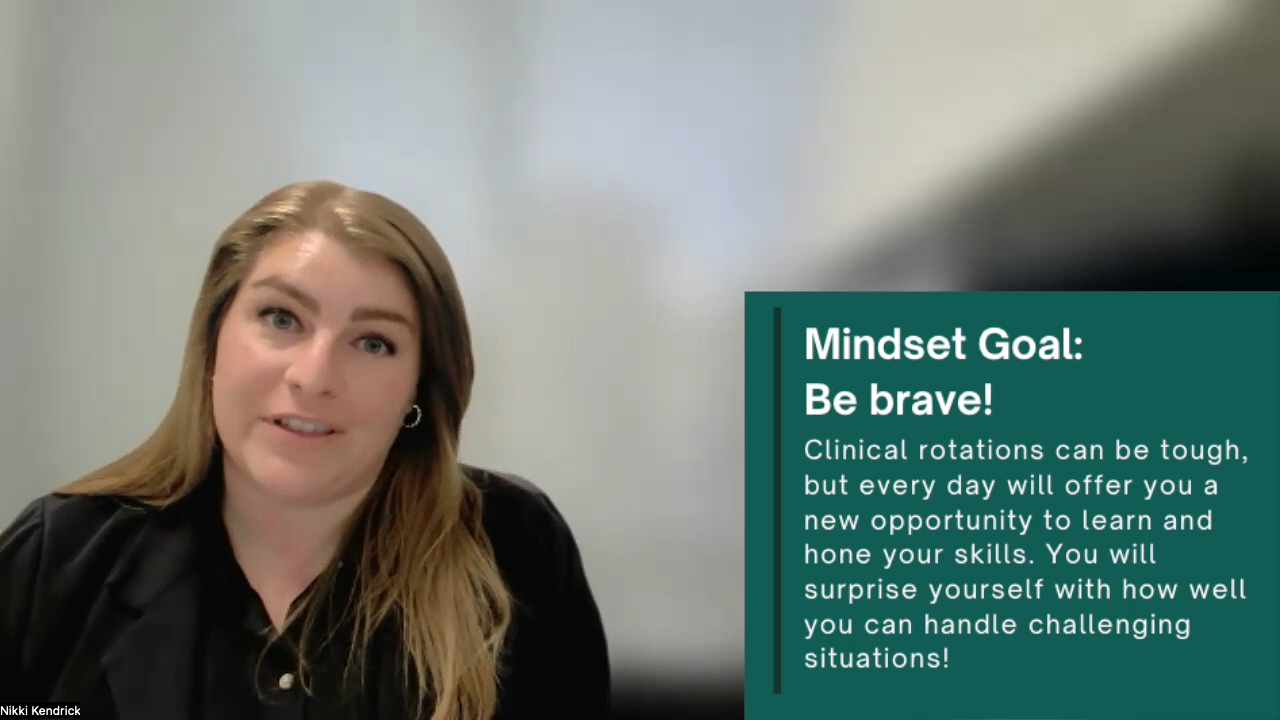 Mindset Goal:
Be brave!
Clinical rotations can be tough,
but every day will offer you a
new opportunity to learn and
hone your skills. You will
surprise yourself with how well
you can handle challenging
situations!
Nikki Kendrick